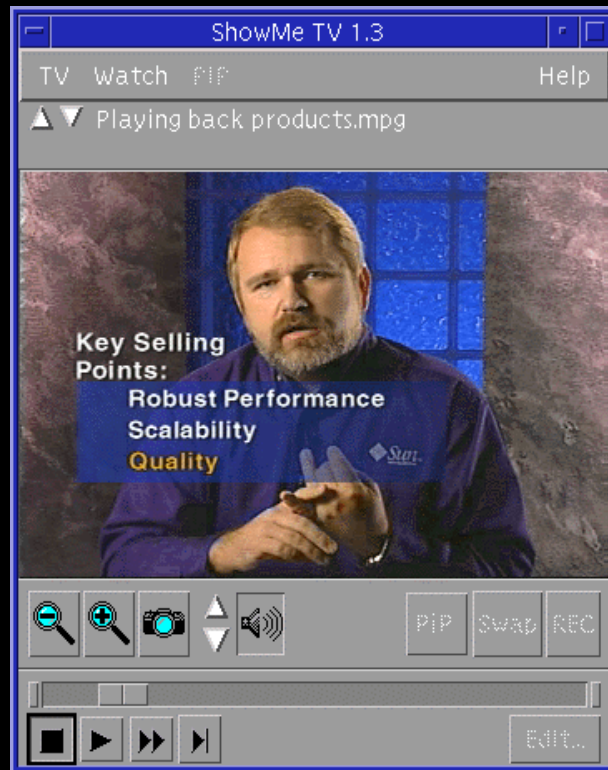 ShowMe TV 1.3
TV Watch PIP Help
Playing back products.mpg
Key Selling
Points:
Robust Performance
Scalability
Quality
Sun
PIP Swap REC
Edit...